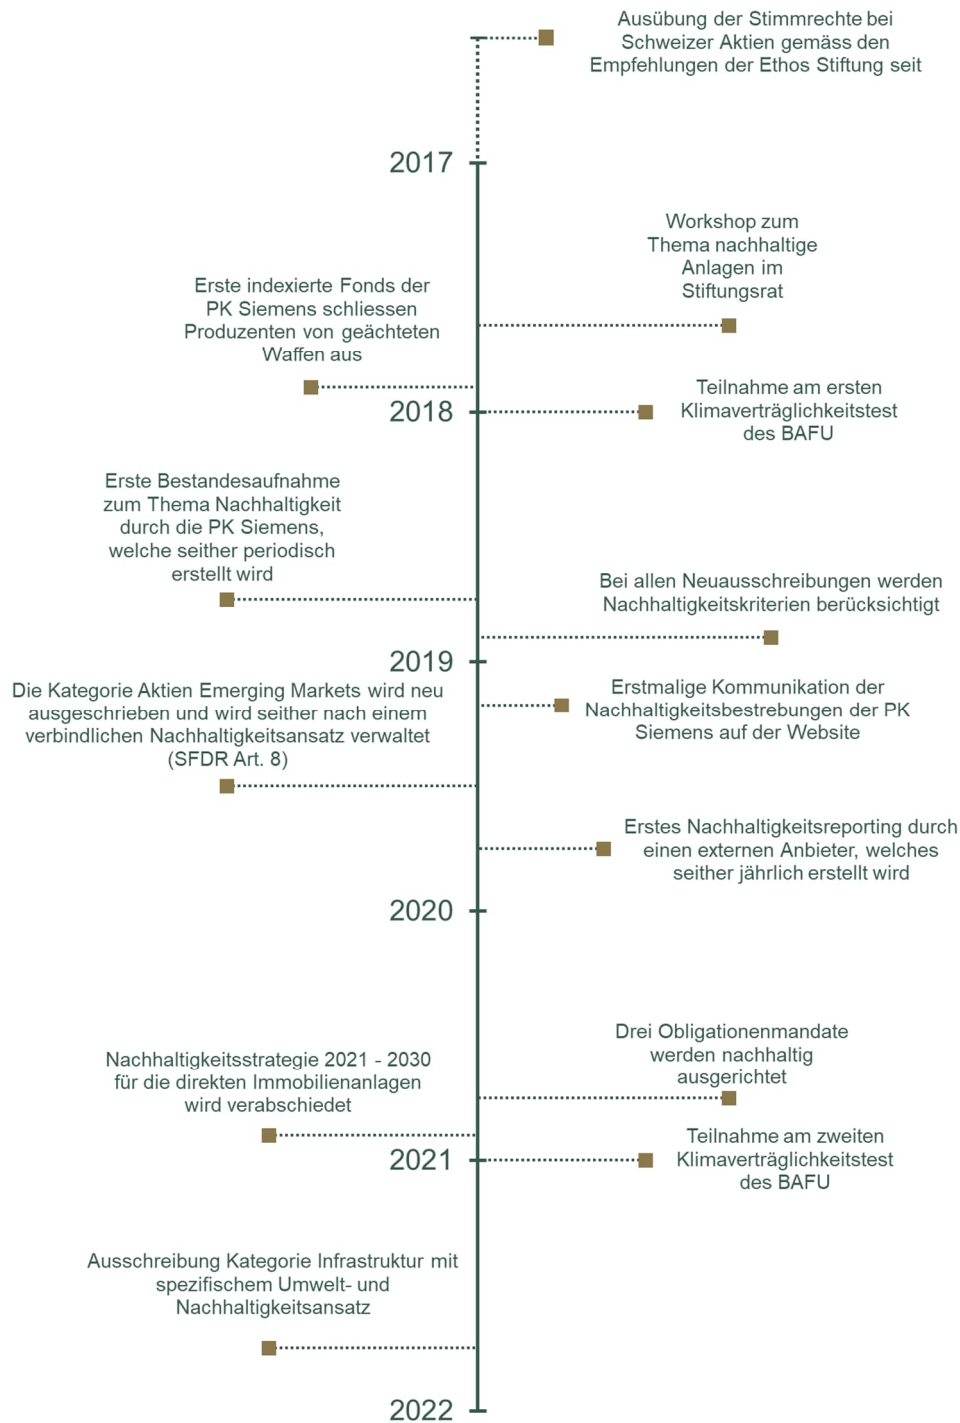 Ausübung der Stimmrechte bei
Schweizer Aktien gemäss den
Empfehlungen der Ethos Stiftung seit
2017
Workshop zum
Thema nachhaltige
Anlagen im
Stiftungsrat
Erste indexierte Fonds der
PK Siemens schliessen
Produzenten von geächteten
Waffen aus
2018
Teilnahme am ersten
Klimaverträglichkeitstest
des BAFU
Erste Bestandesaufnahme
zum Thema Nachhaltigkeit
durch die PK Siemens,
welche seither periodisch
erstellt wird
Bei allen Neuausschreibungen werden
Nachhaltigkeitskriterien berücksichtigt
2019
Die Kategorie Aktien Emerging Markets wird neu
ausgeschrieben und wird seither nach einem
verbindlichen Nachhaltigkeitsansatz verwaltet
(SFDR Art. 8)
Erstmalige Kommunikation der
Nachhaltigkeitsbestrebungen der PK
Siemens auf der Website
Erstes Nachhaltigkeitsreporting durch
einen externen Anbieter, welches
seither jährlich erstellt wird
2020
Drei Obligationenmandate
werden nachhaltig
ausgerichtet
Nachhaltigkeitsstrategie 2021 - 2030
für die direkten Immobilienanlagen
wird verabschiedet
2021
Teilnahme am zweiten
Klimaverträglichkeitstest
des BAFU
Ausschreibung Kategorie Infrastruktur mit
spezifischem Umwelt- und
Nachhaltigkeitsansatz
2022